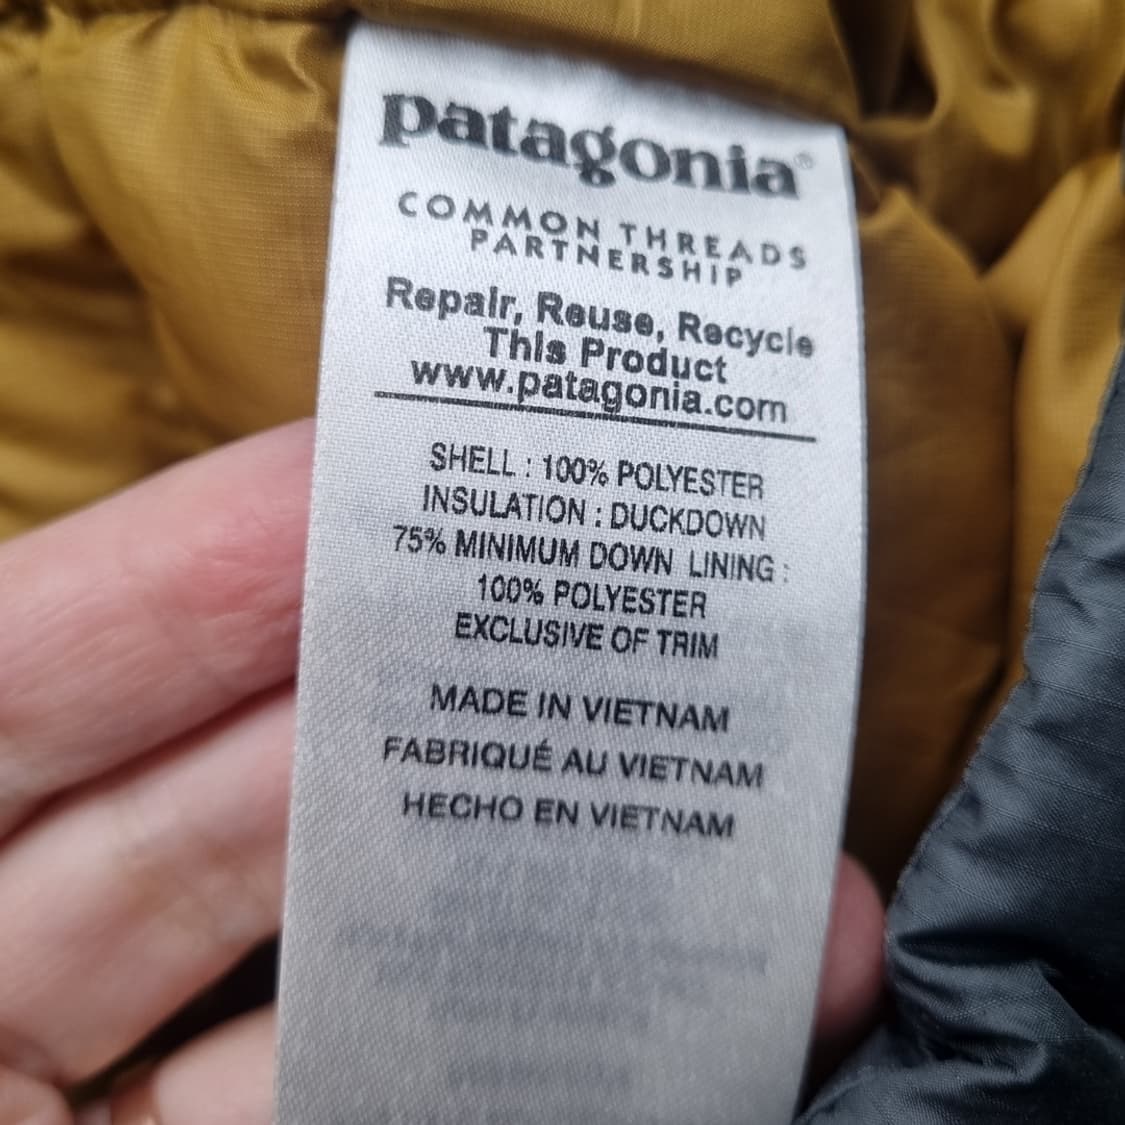 patagonia®
COMMON THREADS
PARTNERSHIP
Repair, Reuse, Recycle
This Product
www.patagonia.com
SHELL : 100% POLYESTER
INSULATION : DUCKDOWN
75% MINIMUM DOWN LINING :
100% POLYESTER
EXCLUSIVE OF TRIM
MADE IN VIETNAM
FABRIQUÉ AU VIETNAM
HECHO EN VIETNAM